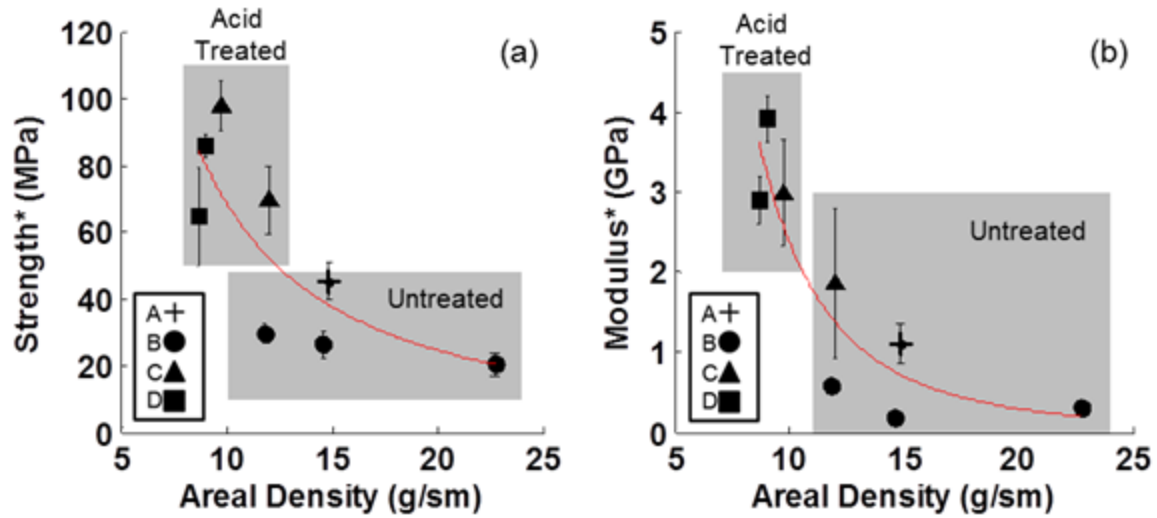 Acid
Treated
(a)
120
100
80
60
40
20
0
Strength* (MPa)
Untreated
A
B
C
D
5
10
15
20
25
Areal Density (g/sm)
Acid
Treated
(b)
5
4
3
2
1
0
Modulus* (GPa)
Untreated
A
B
C
D
5
10
15
20
25
Areal Density (g/sm)